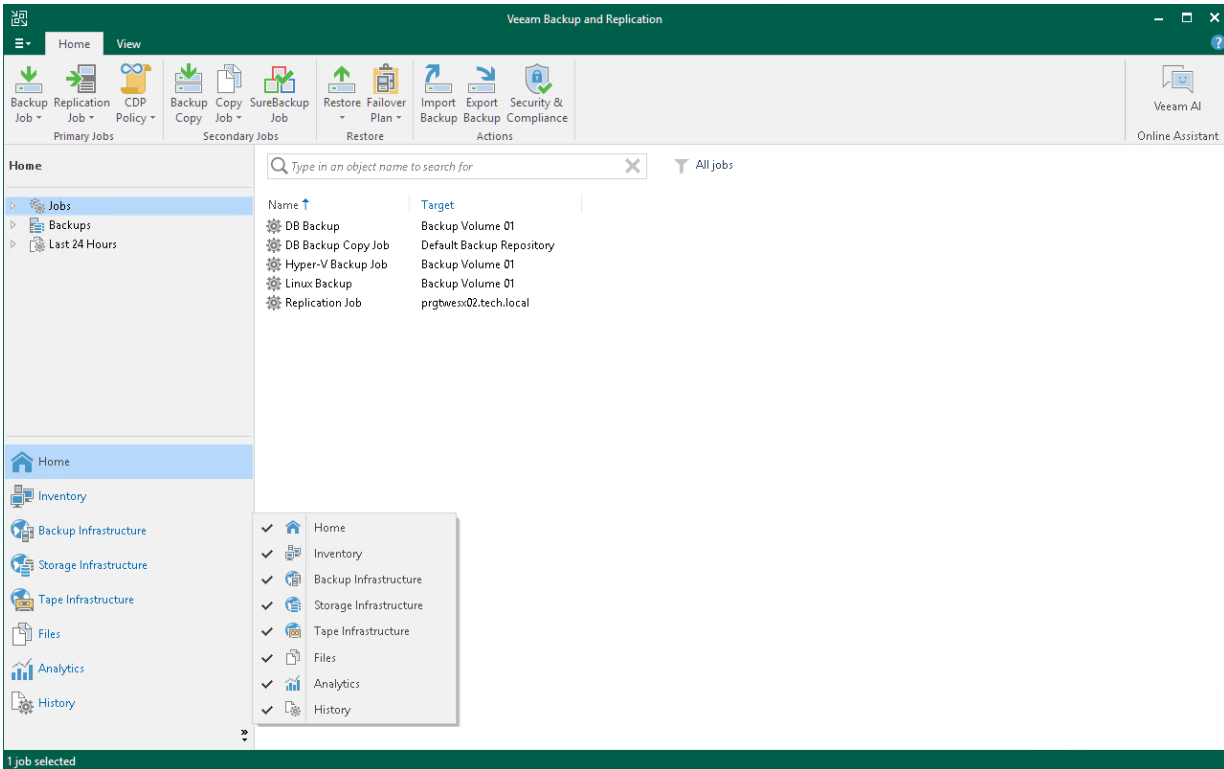 Veeam Backup and Replication
Home View
Backup Job
Replication Job
CDP Policy
Primary Jobs
Backup Copy
Copy Job
SureBackup Job
Secondary Jobs
Restore
Failover Plan
Restore
Import Backup
Export Backup
Security & Compliance
Actions
Veeam AI
Online Assistant
Home
Jobs
Backups
Last 24 Hours
Type in an object name to search for
All jobs
Name Target
DB Backup Backup Volume 01
DB Backup Copy Job Default Backup Repository
Hyper-V Backup Job Backup Volume 01
Linux Backup Backup Volume 01
Replication Job prgtwesx02.tech.local
Home
Inventory
Backup Infrastructure
Storage Infrastructure
Tape Infrastructure
Files
Analytics
History
Home
Inventory
Backup Infrastructure
Storage Infrastructure
Tape Infrastructure
Files
Analytics
History
1 job selected